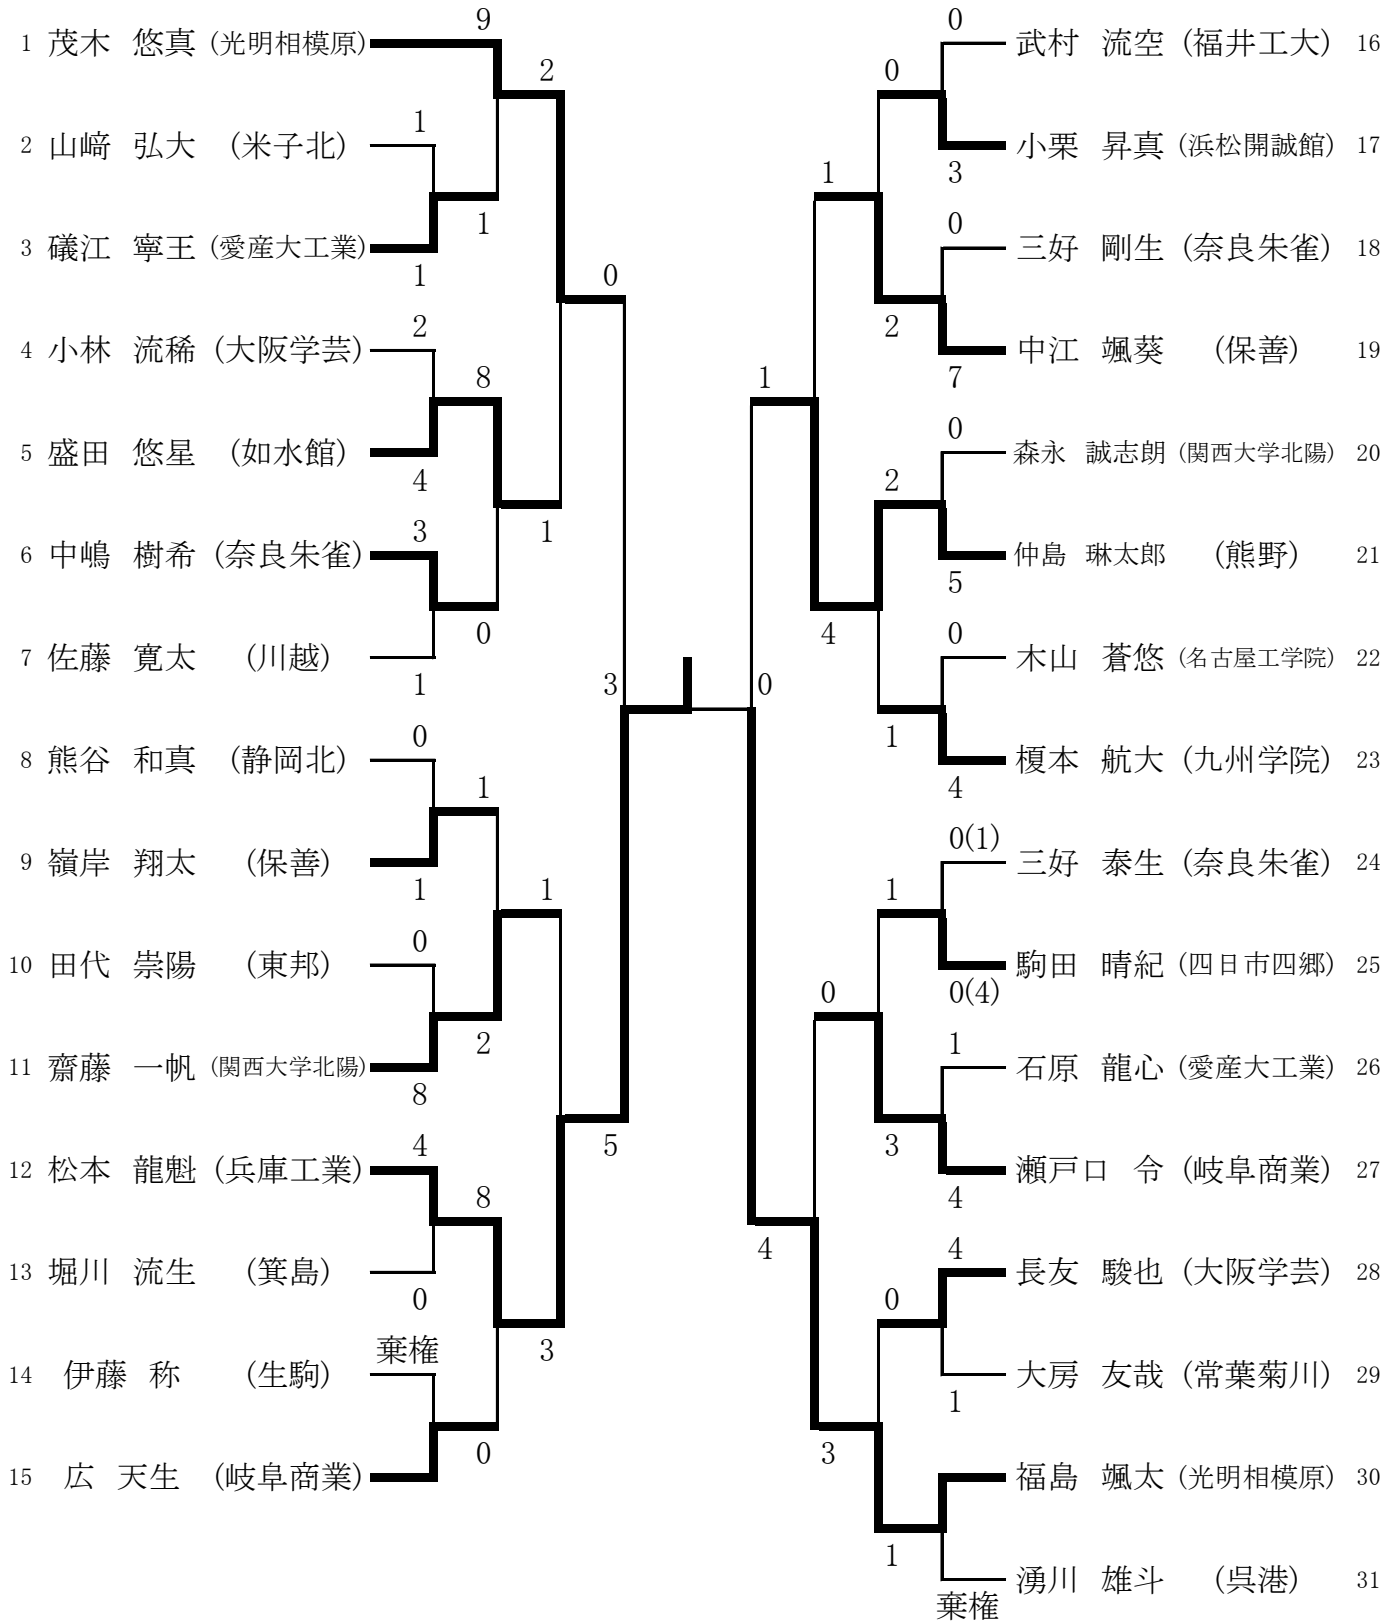 9
1 茂木 悠真 (光明相模原)
2
1
2 山﨑 弘大 (米子北)
1
3 礒江 寧王 (愛産大工業)
1
0
2
4 小林 流稀 (大阪学芸)
8
5 盛田 悠星 (如水館)
4
3
1
6 中嶋 樹希 (奈良朱雀)
0
7 佐藤 寛太 (川越)
1
3
0
8 熊谷 和真 (静岡北)
1
9 嶺岸 翔太 (保善)
1
1
0
10 田代 崇陽 (東邦)
2
11 齋藤 一帆 (関西大学北陽)
8
4
5
12 松本 龍魁 (兵庫工業)
8
13 堀川 流生 (箕島)
0
棄権
3
14 伊藤 称 (生駒)
0
15 広 天生 (岐阜商業)
0
武村 流空 (福井工大) 16
0
小栗 昇真 (浜松開誠館) 17
3
1
0
三好 剛生 (奈良朱雀) 18
2
中江 颯葵 (保善) 19
7
1
0
森永 誠志朗 (関西大学北陽) 20
2
仲島 琳太郎 (熊野) 21
5
4
0
木山 蒼悠 (名古屋工学院) 22
0
1
榎本 航大 (九州学院) 23
4
0(1)
三好 泰生 (奈良朱雀) 24
1
駒田 晴紀 (四日市四郷) 25
0(4)
0
1
石原 龍心 (愛産大工業) 26
3
瀬戸口 令 (岐阜商業) 27
4
4
4
長友 駿也 (大阪学芸) 28
0
大房 友哉 (常葉菊川) 29
1
3
福島 颯太 (光明相模原) 30
1
湧川 雄斗 (呉港) 31
棄権